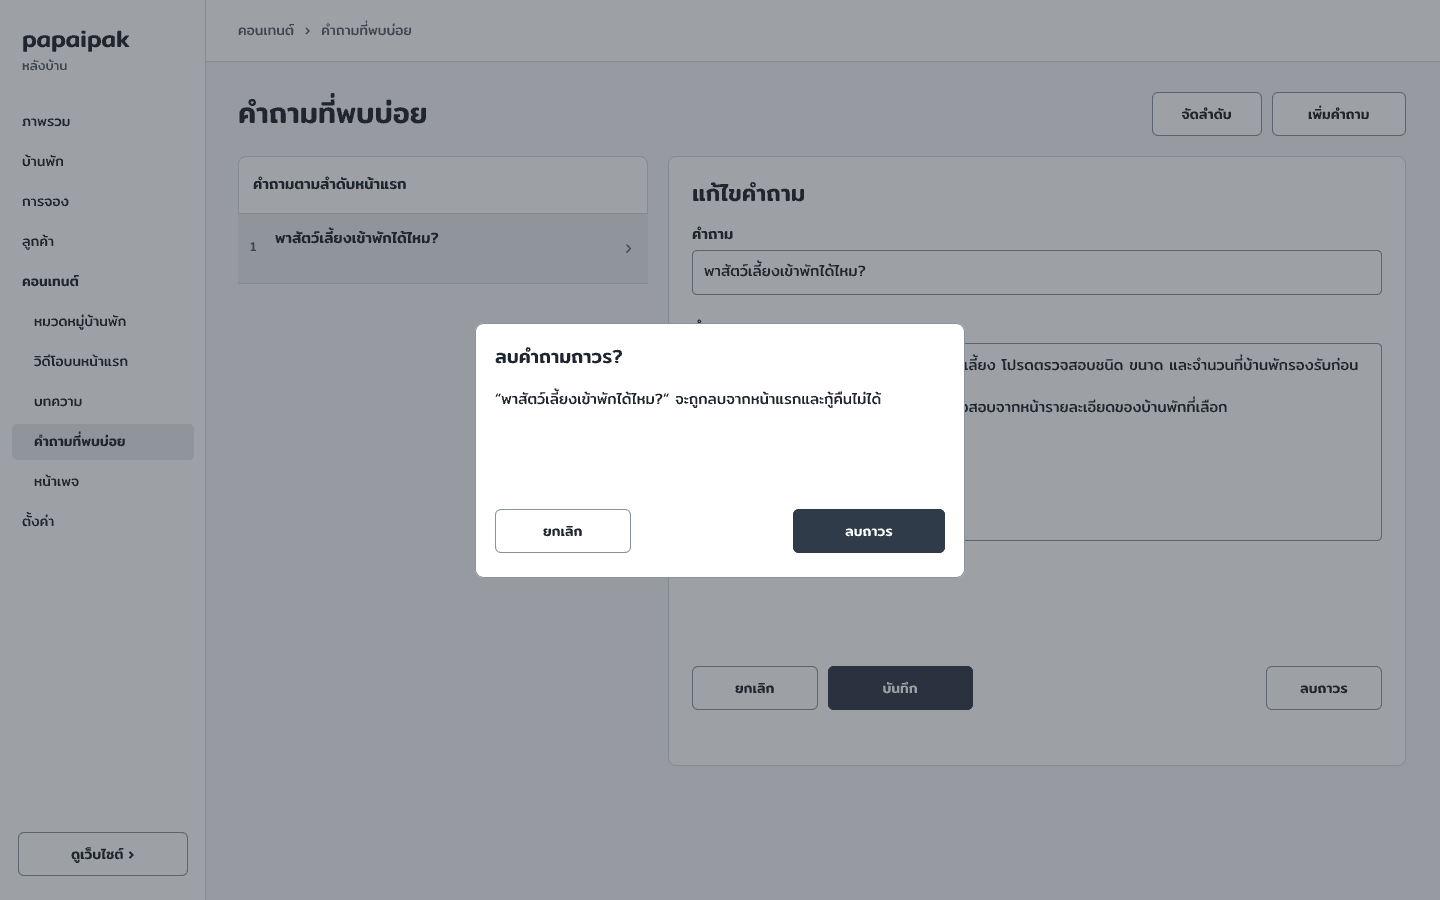 papaipak
หลังบ้าน
ภาพรวม
บ้านพัก
การจอง
ลูกค้า
คอนเทนต์
หมวดหมู่บ้านพัก
วิดีโอบนหน้าแรก
บทความ
คำถามที่พบบ่อย
หน้าเพจ
ตั้งค่า
ดูเว็บไซต์ ›
คอนเทนต์ › คำถามที่พบบ่อย
คำถามที่พบบ่อย
จัดลำดับ
เพิ่มคำถาม
คำถามตามลำดับหน้าแรก
1 พาสัตว์เลี้ยงเข้าพักได้ไหม? ›
แก้ไขคำถาม
คำถาม
พาสัตว์เลี้ยงเข้าพักได้ไหม?
เลี้ยง โปรดตรวจสอบชนิด ขนาด และจำนวนที่บ้านพักรองรับก่อน
สอบจากหน้ารายละเอียดของบ้านพักที่เลือก
ลบคำถามถาวร?
“พาสัตว์เลี้ยงเข้าพักได้ไหม?” จะถูกลบจากหน้าแรกและกู้คืนไม่ได้
ยกเลิก
ลบถาวร
ยกเลิก
บันทึก
ลบถาวร